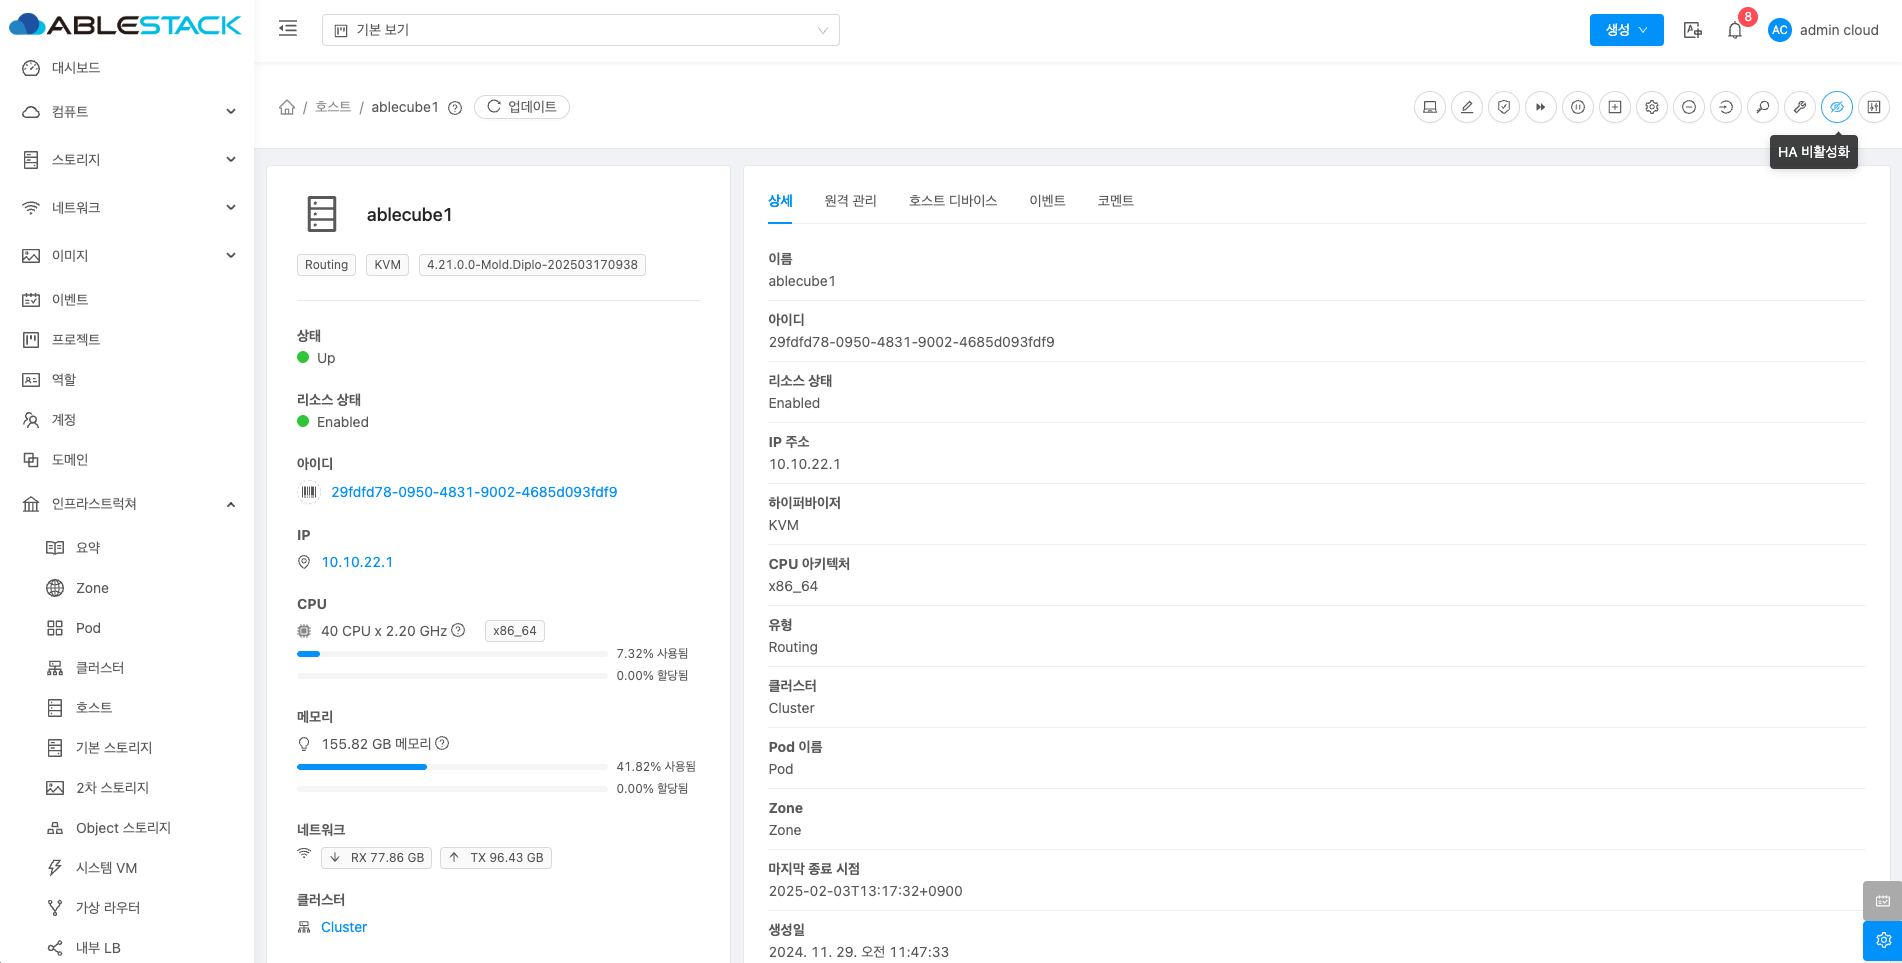 ABLESTACK
기본 보기
생성
8
AC
admin cloud
대시보드
컴퓨트
스토리지
네트워크
이미지
이벤트
프로젝트
역할
계정
도메인
인프라스트럭쳐
요약
Zone
Pod
클러스터
호스트
기본 스토리지
2차 스토리지
Object 스토리지
시스템 VM
가상 라우터
내부 LB
/ 호스트 / ablecube1
업데이트
HA 비활성화
ablecube1
Routing
KVM
4.21.0.0-Mold.Diplo-202503170938
상태
Up
리소스 상태
Enabled
아이디
29fdfd78-0950-4831-9002-4685d093fdf9
IP
10.10.22.1
CPU
40 CPU x 2.20 GHz
x86_64
7.32% 사용됨
0.00% 할당됨
메모리
155.82 GB 메모리
41.82% 사용됨
0.00% 할당됨
네트워크
RX 77.86 GB
TX 96.43 GB
클러스터
Cluster
상세
원격 관리
호스트 디바이스
이벤트
코멘트
이름
ablecube1
아이디
29fdfd78-0950-4831-9002-4685d093fdf9
리소스 상태
Enabled
IP 주소
10.10.22.1
하이퍼바이저
KVM
CPU 아키텍처
x86_64
유형
Routing
클러스터
Cluster
Pod 이름
Pod
Zone
Zone
마지막 종료 시점
2025-02-03T13:17:32+0900
생성일
2024. 11. 29. 오전 11:47:33